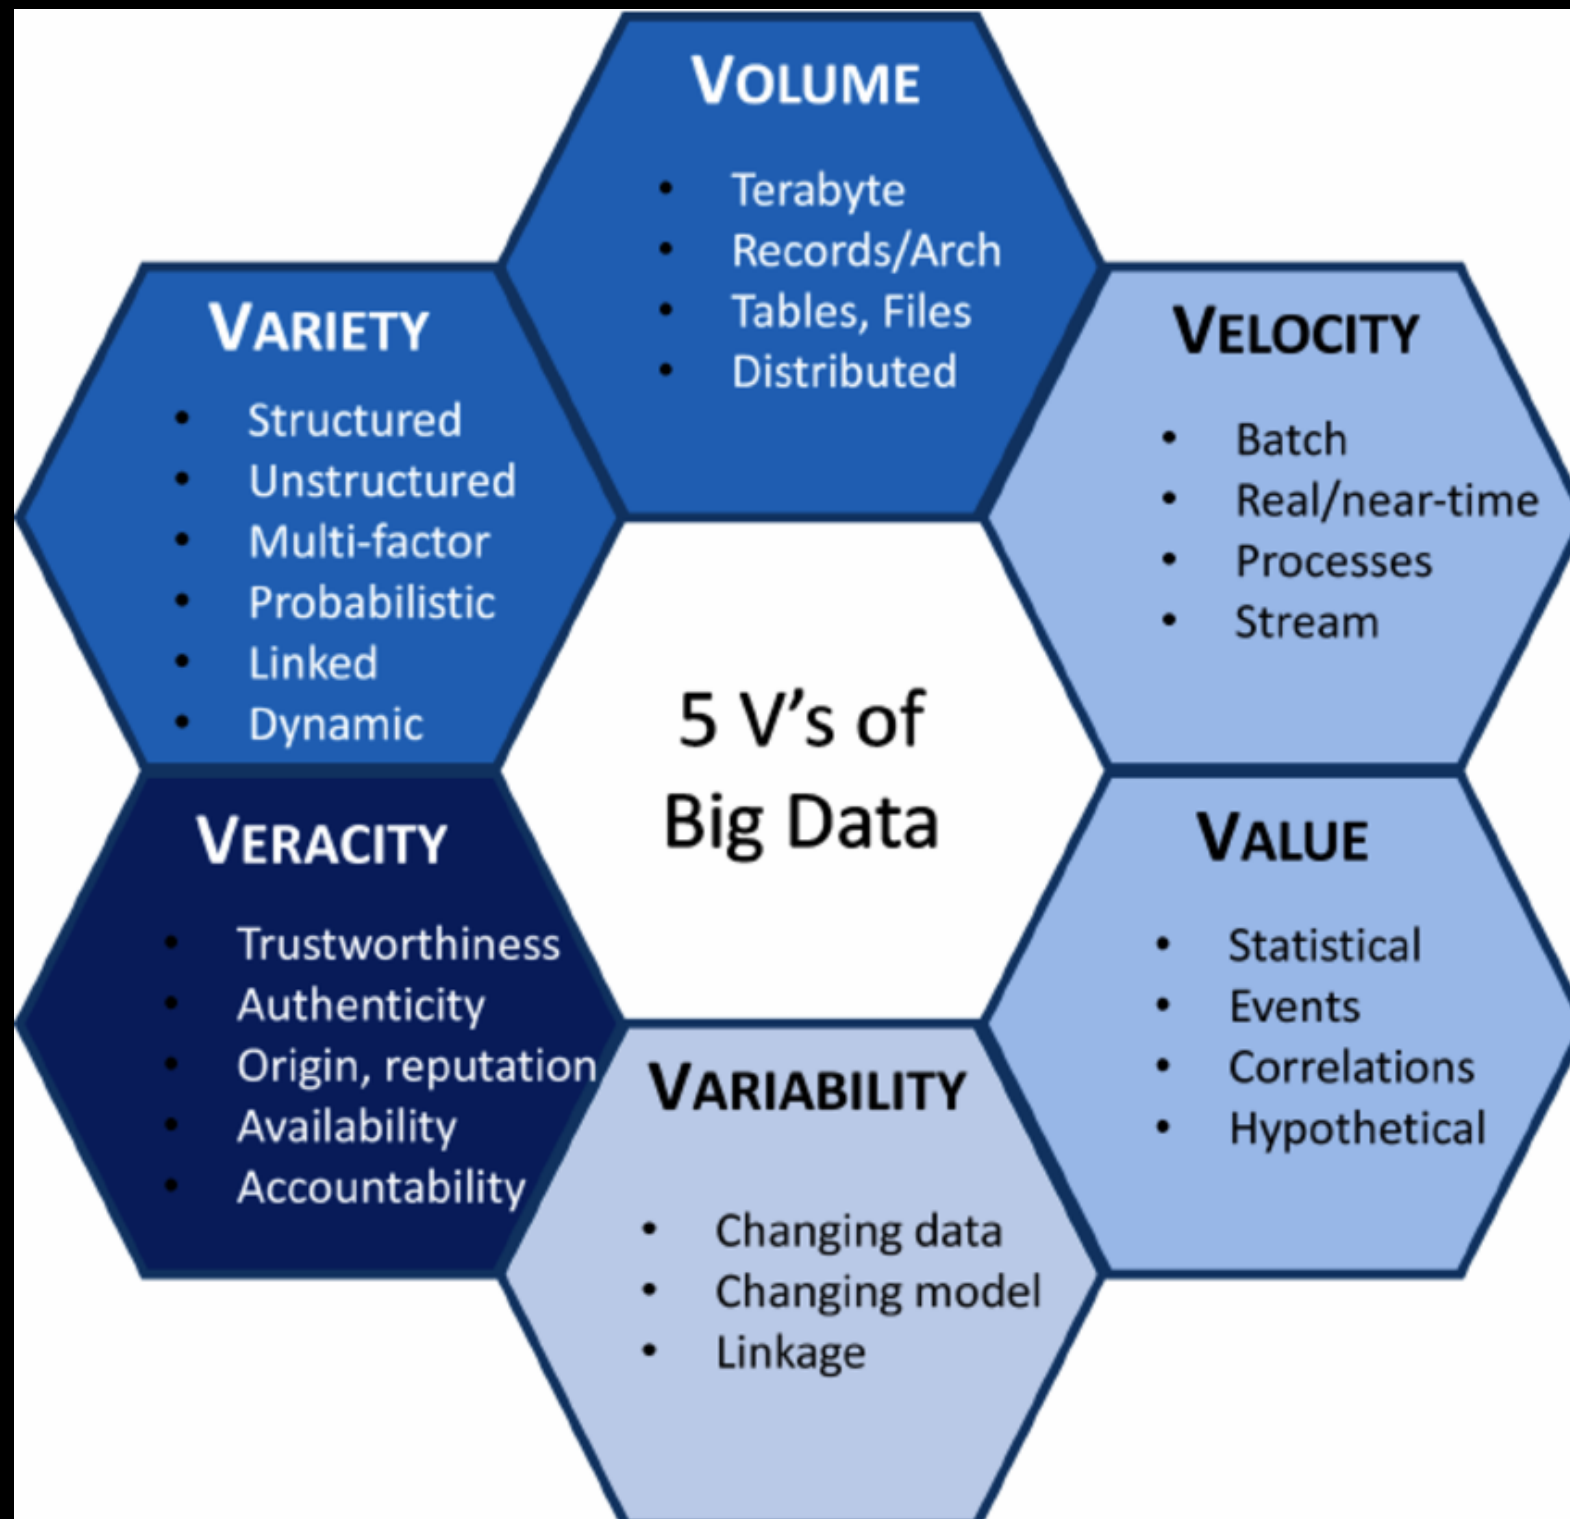 VOLUME
• Terabyte
• Records/Arch
• Tables, Files
• Distributed
VARIETY
• Structured
• Unstructured
• Multi-factor
• Probabilistic
• Linked
• Dynamic
VELOCITY
• Batch
• Real/near-time
• Processes
• Stream
5 V’s of
Big Data
VERACITY
• Trustworthiness
• Authenticity
• Origin, reputation
• Availability
• Accountability
VALUE
• Statistical
• Events
• Correlations
• Hypothetical
VARIABILITY
• Changing data
• Changing model
• Linkage